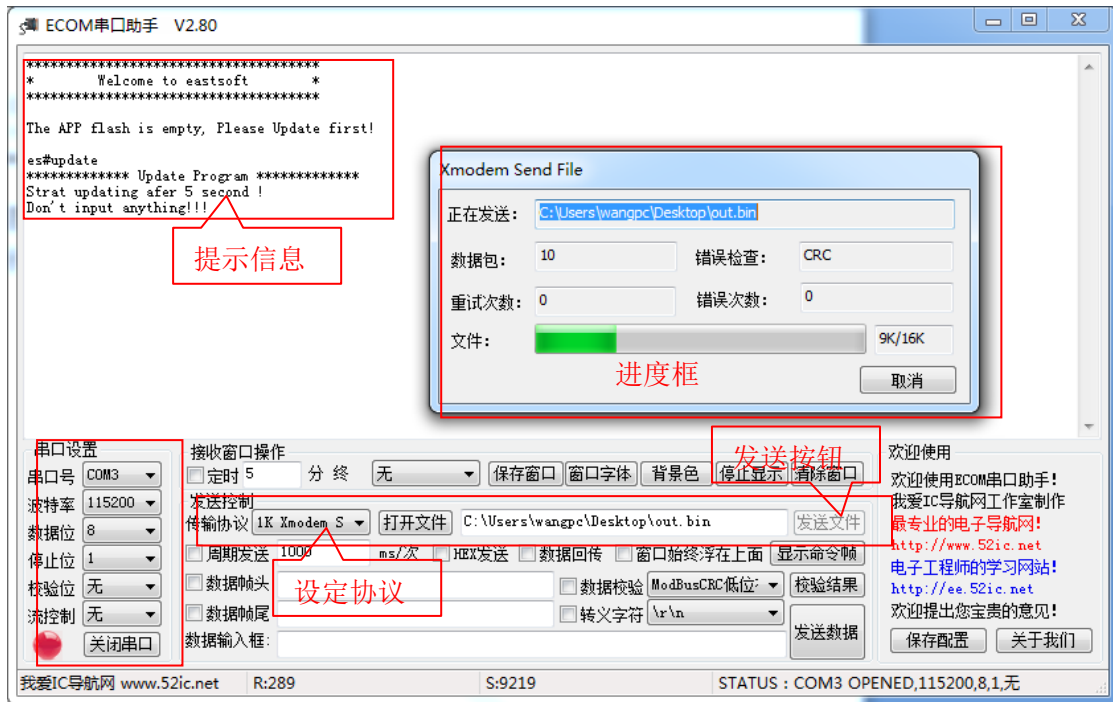 ECOM串口助手 V2.80
*************************************
* Welcome to eastsoft *
*************************************
The APP flash is empty, Please Update first!
es#update
************* Update Program *************
Strat updating afer 5 second !
Don't input anything!!!
提示信息
Xmodem Send File
正在发送： C:\Users\wangpc\Desktop\out.bin
数据包： 10 错误检查： CRC
重试次数： 0 错误次数： 0
文件： 9K/16K
进度框
取消
串口设置
串口号 COM3
波特率 115200
数据位 8
停止位 1
校验位 无
流控制 无
关闭串口
接收窗口操作
定时 5 分 终 无 保存窗口 窗口字体 背景色 停止显示 清除窗口
发送按钮
发送控制
传输协议 1K Xmodem S 打开文件 C:\Users\wangpc\Desktop\out.bin 发送文件
周期发送 1000 ms/次 HEX发送 数据回传 窗口始终浮在上面 显示命令帧
设定协议
数据帧头 数据校验 ModBusCRC低位 校验结果
数据帧尾 转义字符 \r\n
数据输入框: 发送数据
欢迎使用
欢迎使用ECOM串口助手!
我爱IC导航网工作室制作
最专业的电子导航网!
http://www.52ic.net
电子工程师的学习网站!
http://ee.52ic.net
欢迎提出您宝贵的意见!
保存配置 关于我们
我爱IC导航网 www.52ic.net R:289 S:9219 STATUS : COM3 OPENED,115200,8,1,无